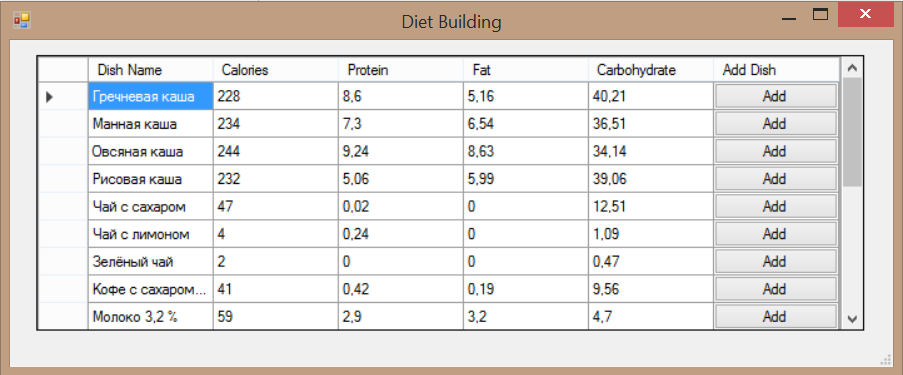 Diet Building
Dish Name Calories Protein Fat Carbohydrate Add Dish
Гречневая каша 228 8,6 5,16 40,21 Add
Манная каша 234 7,3 6,54 36,51 Add
Овсяная каша 244 9,24 8,63 34,14 Add
Рисовая каша 232 5,06 5,99 39,06 Add
Чай с сахаром 47 0,02 0 12,51 Add
Чай с лимоном 4 0,24 0 1,09 Add
Зелёный чай 2 0 0 0,47 Add
Кофе с сахаром... 41 0,42 0,19 9,56 Add
Молоко 3,2 % 59 2,9 3,2 4,7 Add